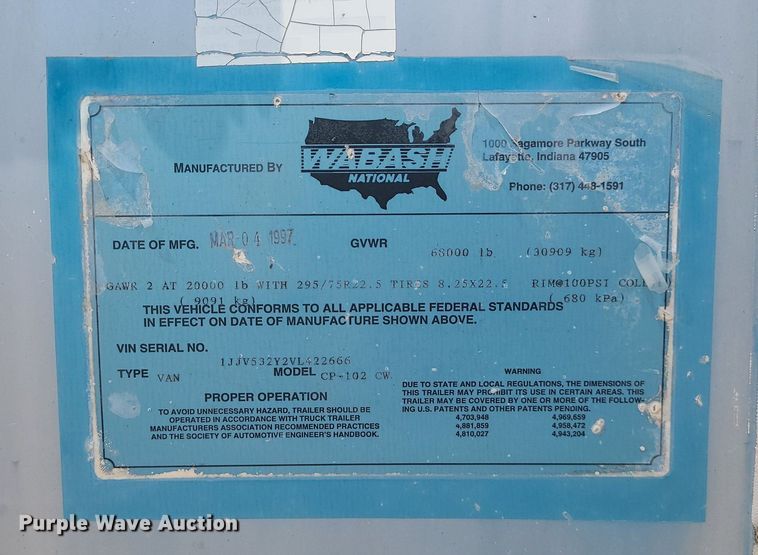 MANUFACTURED BY
WABASH
NATIONAL
1000 Sagamore Parkway South
Lafayette, Indiana 47905
Phone: (317) 448-1591
DATE OF MFG. MAR 04 1997 GVWR 68000 lb (30909 kg)
GAWR 2 AT 20000 lb WITH 295/75R22.5 TIRES 8.25X22.5 RIM@100PSI COLD
( 9091 kg) ( 680 kPa)
THIS VEHICLE CONFORMS TO ALL APPLICABLE FEDERAL STANDARDS
IN EFFECT ON DATE OF MANUFACTURE SHOWN ABOVE.
VIN SERIAL NO. 1JJV532Y2VL422666
TYPE VAN MODEL CP-102 CW
PROPER OPERATION
TO AVOID UNNECESSARY HAZARD, TRAILER SHOULD BE
OPERATED IN ACCORDANCE WITH TRUCK TRAILER
MANUFACTURERS ASSOCIATION RECOMMENDED PRACTICES
AND THE SOCIETY OF AUTOMOTIVE ENGINEER'S HANDBOOK.
WARNING
DUE TO STATE AND LOCAL REGULATIONS, THE DIMENSIONS OF
THIS TRAILER MAY PROHIBIT ITS USE IN CERTAIN AREAS. THIS
TRAILER MAY BE COVERED BY ONE OR MORE OF THE FOLLOW-
ING U.S. PATENTS AND OTHER PATENTS PENDING.
4,703,948 4,969,659
4,881,859 4,958,472
4,810,027 4,943,204
Purple Wave Auction